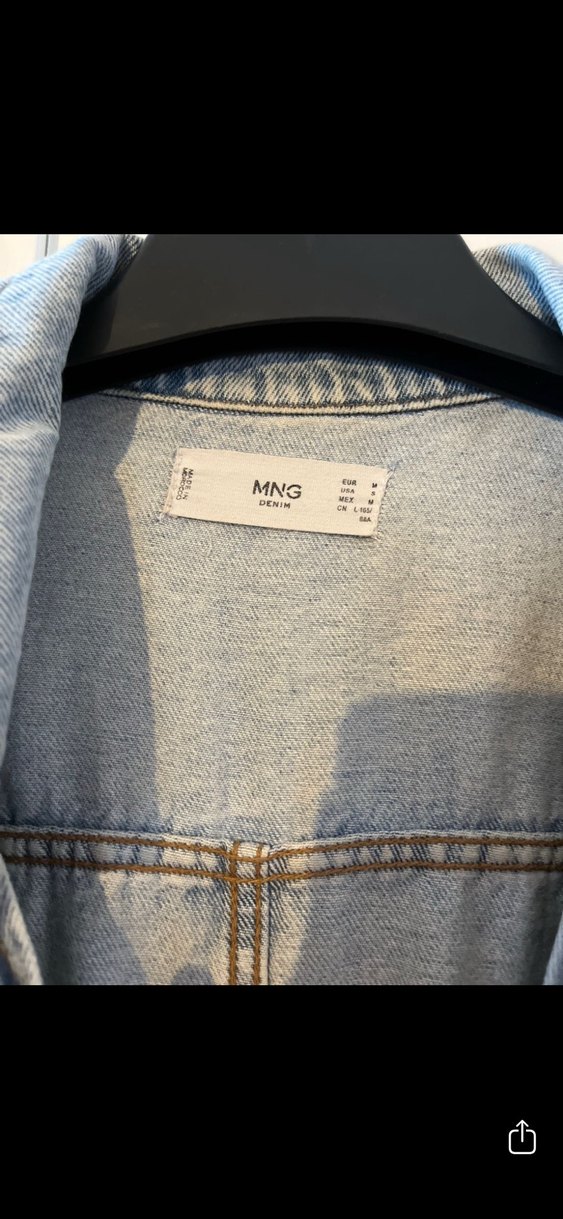 MADE IN
MOROCCO
MNG
DENIM
EUR M
USA S
MEX M
CN L 165/
88A